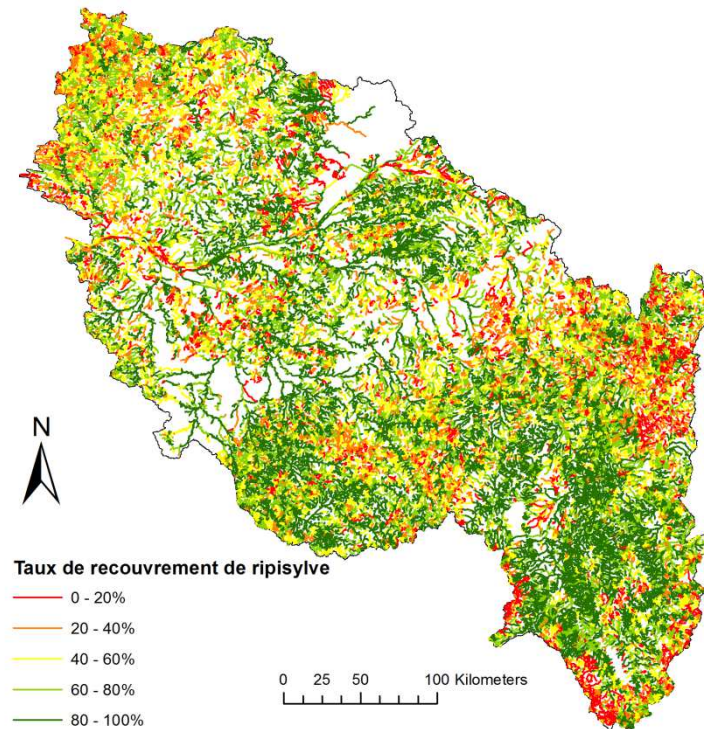 N
Taux de recouvrement de ripisylve
0 - 20%
20 - 40%
40 - 60%
60 - 80%
80 - 100%
0 25 50 100 Kilometers